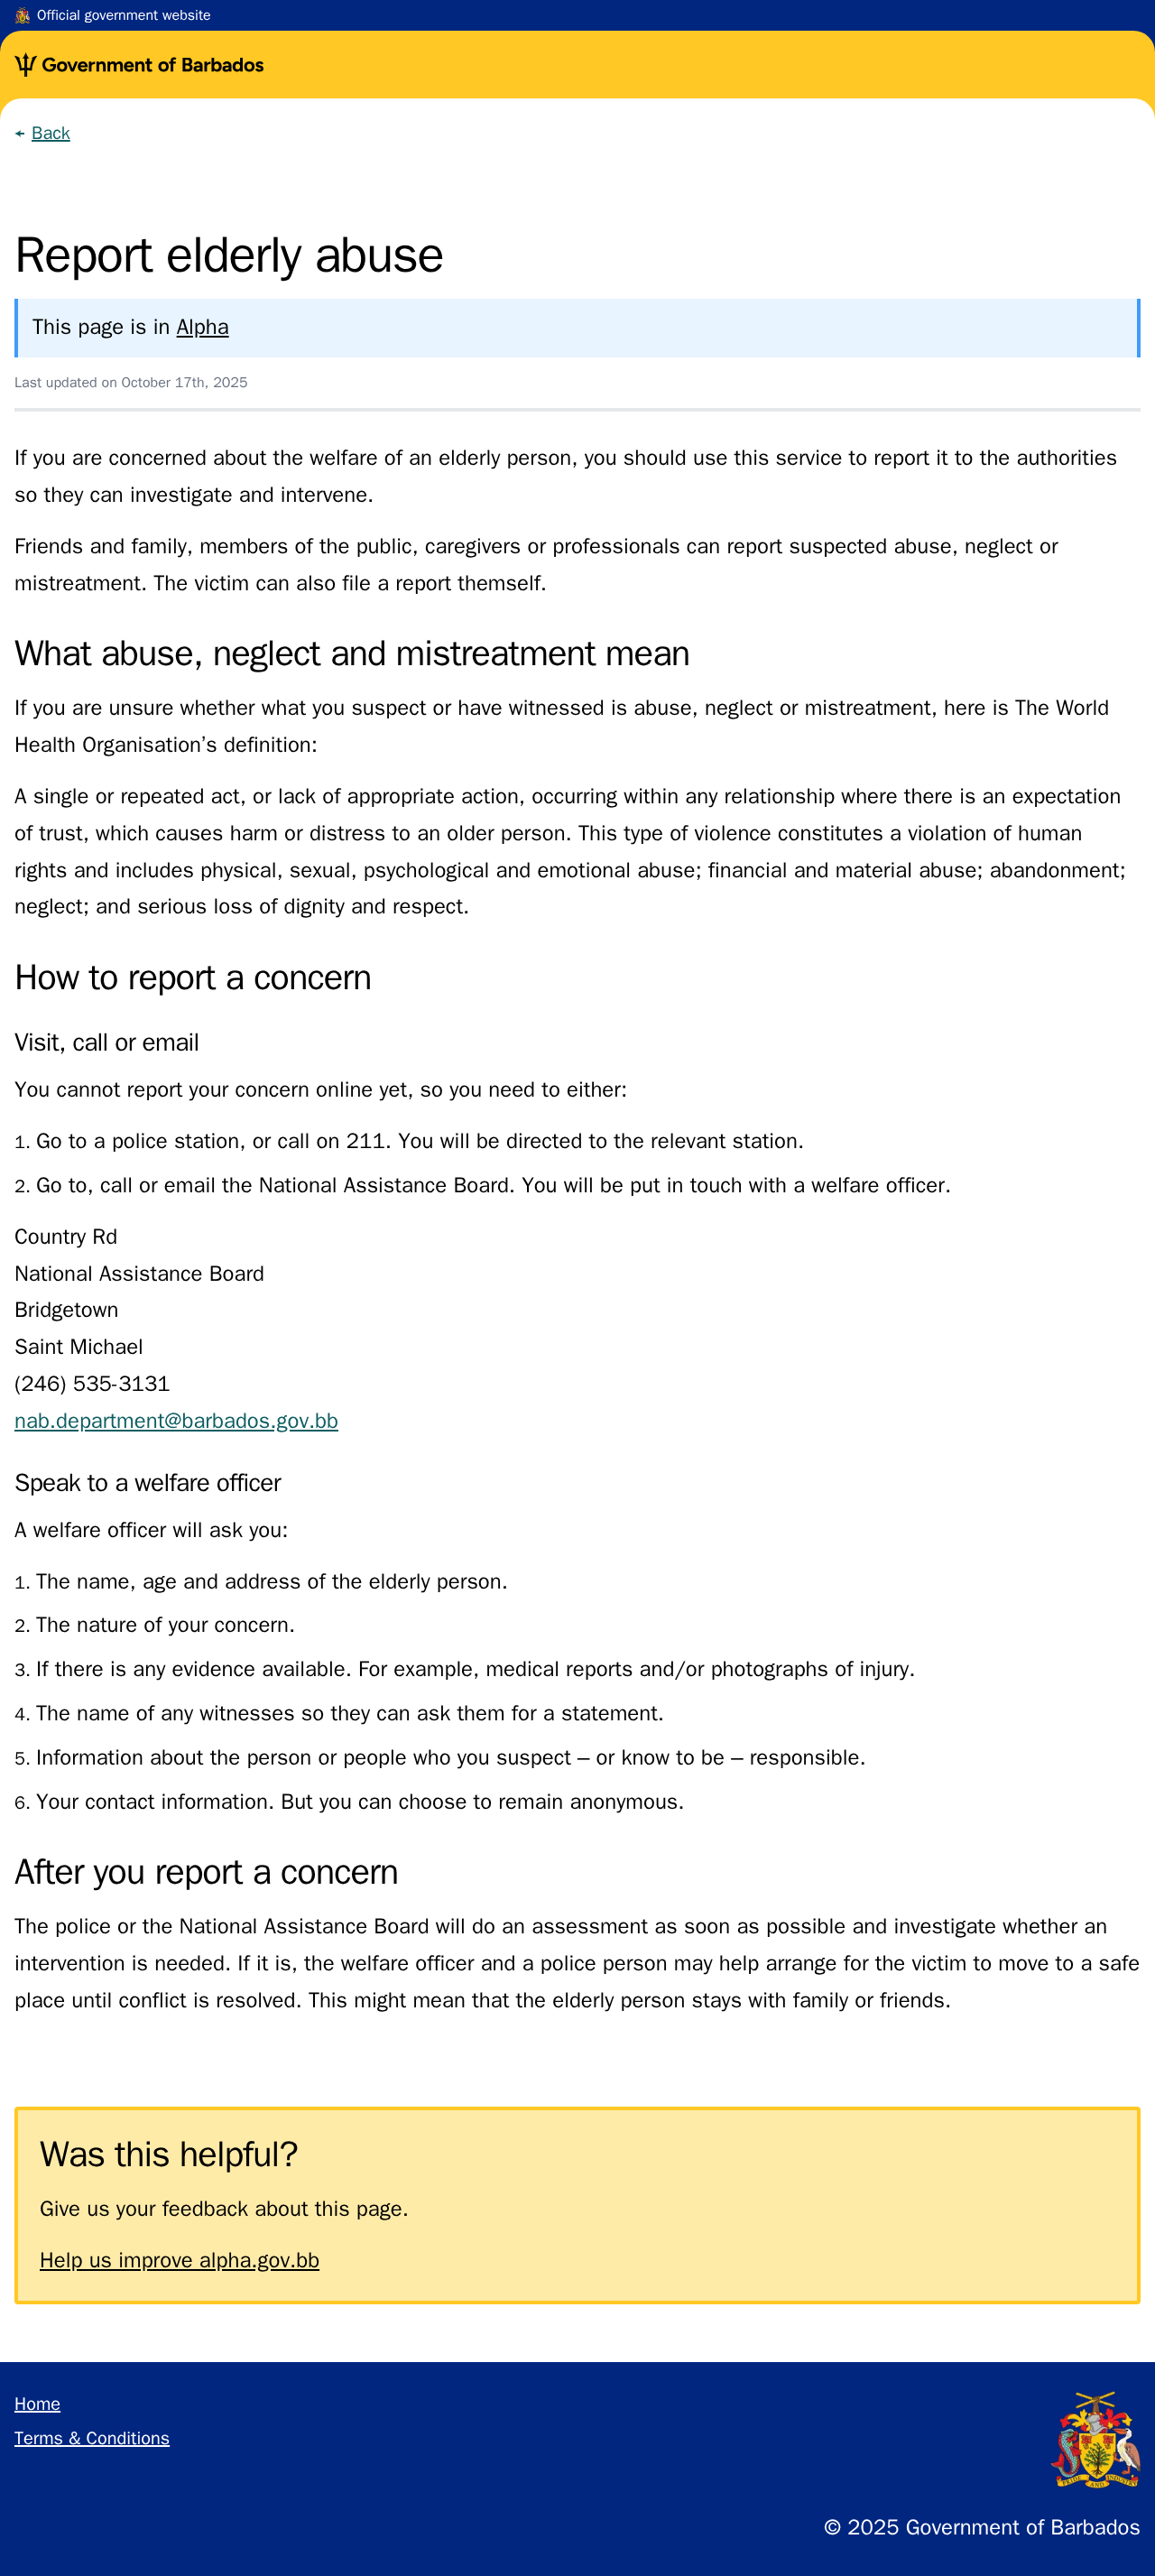 Official government website
Government of Barbados
← Back
Report elderly abuse
This page is in Alpha
Last updated on October 17th, 2025
If you are concerned about the welfare of an elderly person, you should use this service to report it to the authorities
so they can investigate and intervene.
Friends and family, members of the public, caregivers or professionals can report suspected abuse, neglect or
mistreatment. The victim can also file a report themself.
What abuse, neglect and mistreatment mean
If you are unsure whether what you suspect or have witnessed is abuse, neglect or mistreatment, here is The World
Health Organisation’s definition:
A single or repeated act, or lack of appropriate action, occurring within any relationship where there is an expectation
of trust, which causes harm or distress to an older person. This type of violence constitutes a violation of human
rights and includes physical, sexual, psychological and emotional abuse; financial and material abuse; abandonment;
neglect; and serious loss of dignity and respect.
How to report a concern
Visit, call or email
You cannot report your concern online yet, so you need to either:
1. Go to a police station, or call on 211. You will be directed to the relevant station.
2. Go to, call or email the National Assistance Board. You will be put in touch with a welfare officer.
Country Rd
National Assistance Board
Bridgetown
Saint Michael
(246) 535-3131
nab.department@barbados.gov.bb
Speak to a welfare officer
A welfare officer will ask you:
1. The name, age and address of the elderly person.
2. The nature of your concern.
3. If there is any evidence available. For example, medical reports and/or photographs of injury.
4. The name of any witnesses so they can ask them for a statement.
5. Information about the person or people who you suspect – or know to be – responsible.
6. Your contact information. But you can choose to remain anonymous.
After you report a concern
The police or the National Assistance Board will do an assessment as soon as possible and investigate whether an
intervention is needed. If it is, the welfare officer and a police person may help arrange for the victim to move to a safe
place until conflict is resolved. This might mean that the elderly person stays with family or friends.
Was this helpful?
Give us your feedback about this page.
Help us improve alpha.gov.bb
Home
Terms & Conditions
PRIDE AND INDUSTRY
© 2025 Government of Barbados